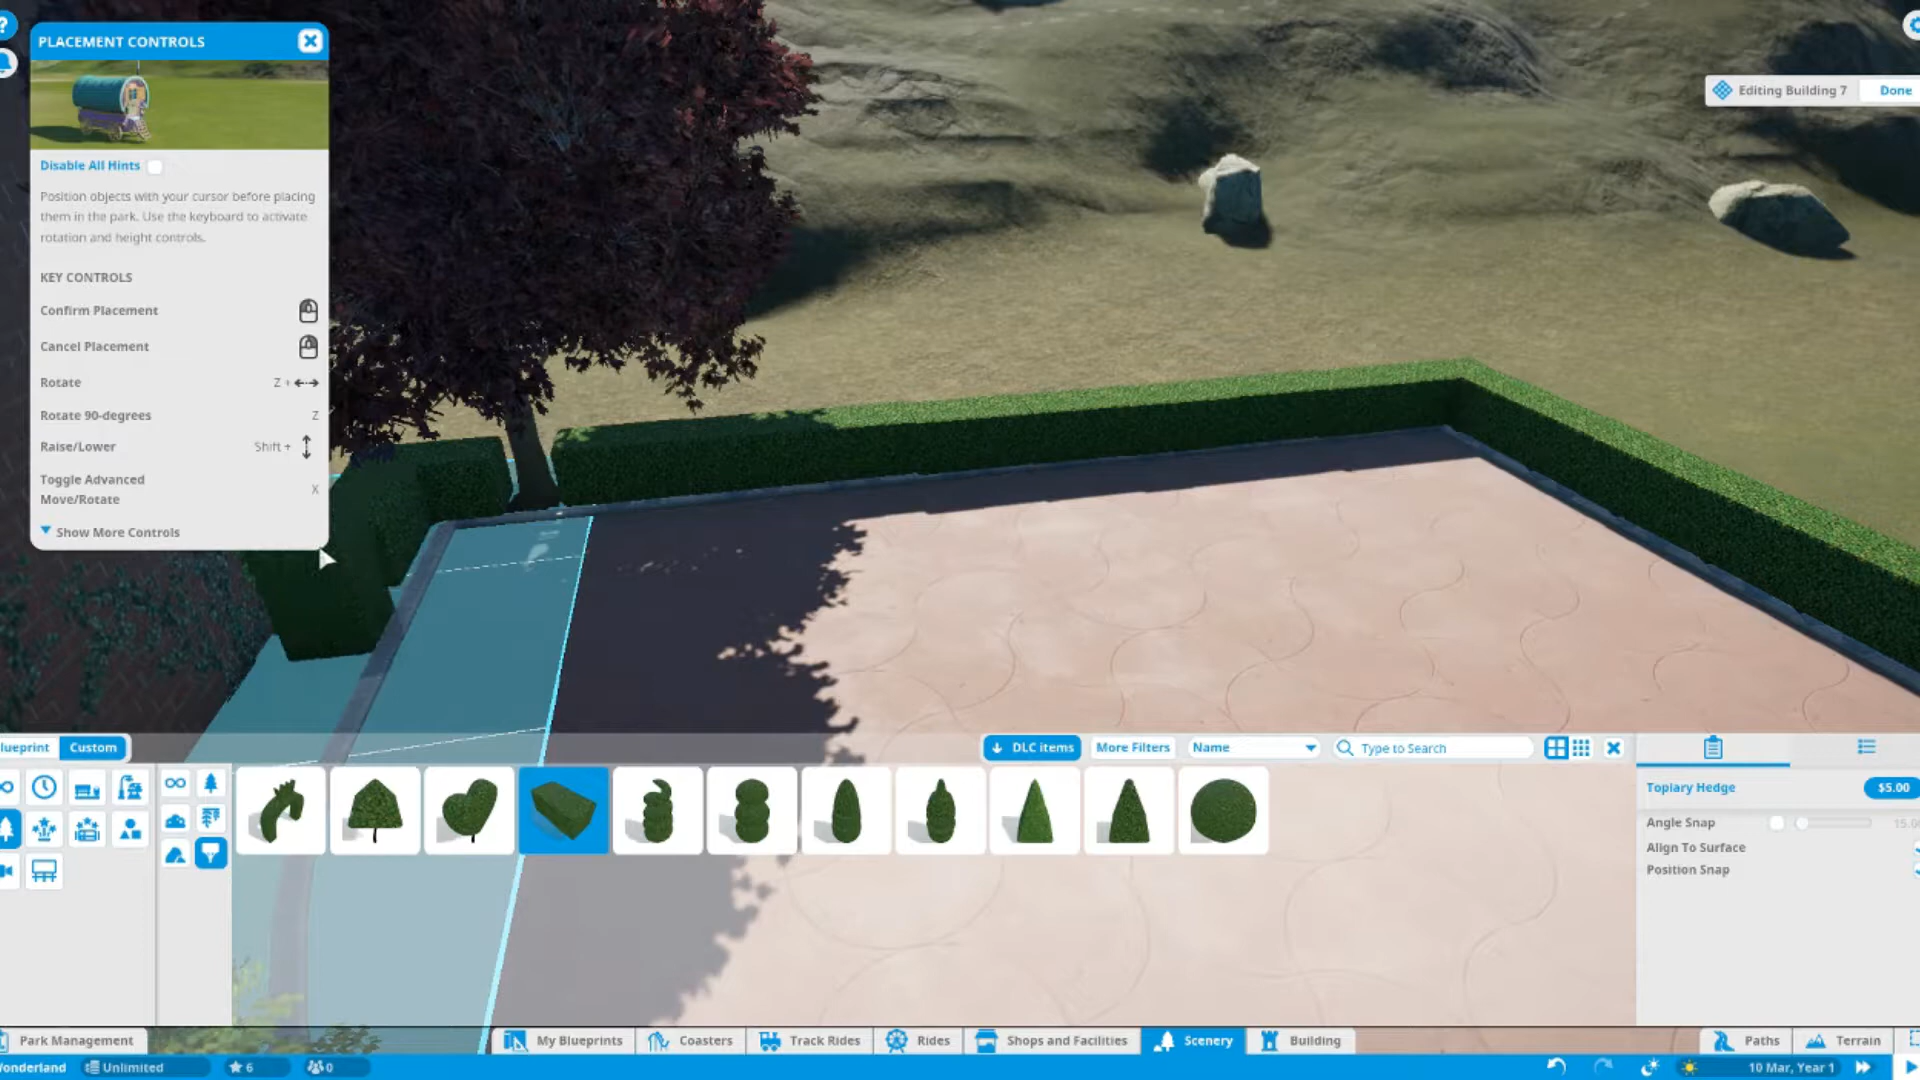 ?
PLACEMENT CONTROLS
Editing Building 7
Done
Disable All Hints
Position objects with your cursor before placing
them in the park. Use the keyboard to activate
rotation and height controls.
KEY CONTROLS
Confirm Placement
Cancel Placement
Rotate Z +
Rotate 90-degrees Z
Raise/Lower Shift +
Toggle Advanced
Move/Rotate X
Show More Controls
lueprint
Custom
DLC items
More Filters
Name
Type to Search
Topiary Hedge
$5.00
Angle Snap 15.0
Align To Surface
Position Snap
Park Management
My Blueprints
Coasters
Track Rides
Rides
Shops and Facilities
Scenery
Building
Paths
Terrain
onderland
Unlimited
6
0
10 Mar, Year 1